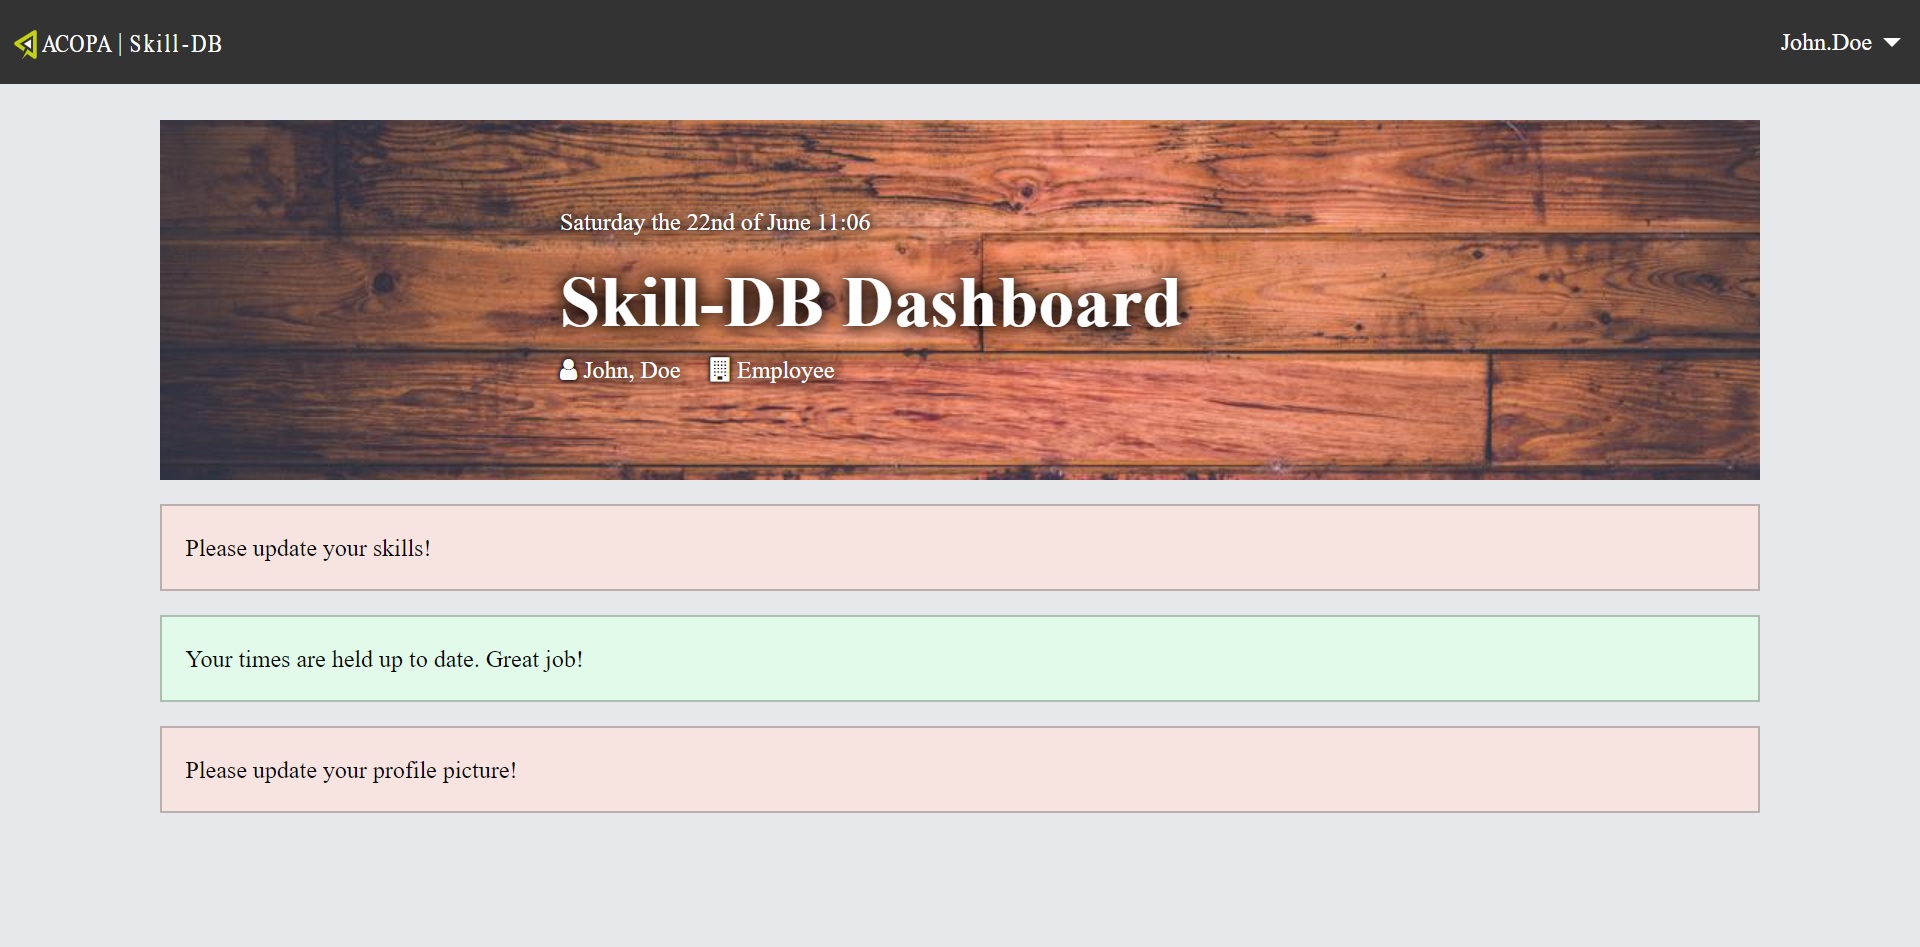 ACOPA | Skill-DB
John.Doe
Saturday the 22nd of June 11:06
Skill-DB Dashboard
John, Doe Employee
Please update your skills!
Your times are held up to date. Great job!
Please update your profile picture!